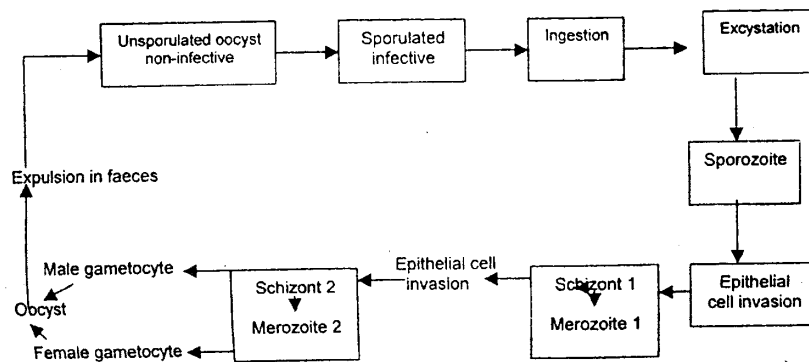 Unsporulated oocyst
non-infective
Sporulated
infective
Ingestion
Excystation
Sporozoite
Epithelial
cell invasion
Schizont 1
Merozoite 1
Epithelial cell
invasion
Schizont 2
Merozoite 2
Male gametocyte
Female gametocyte
Oocyst
Expulsion in faeces